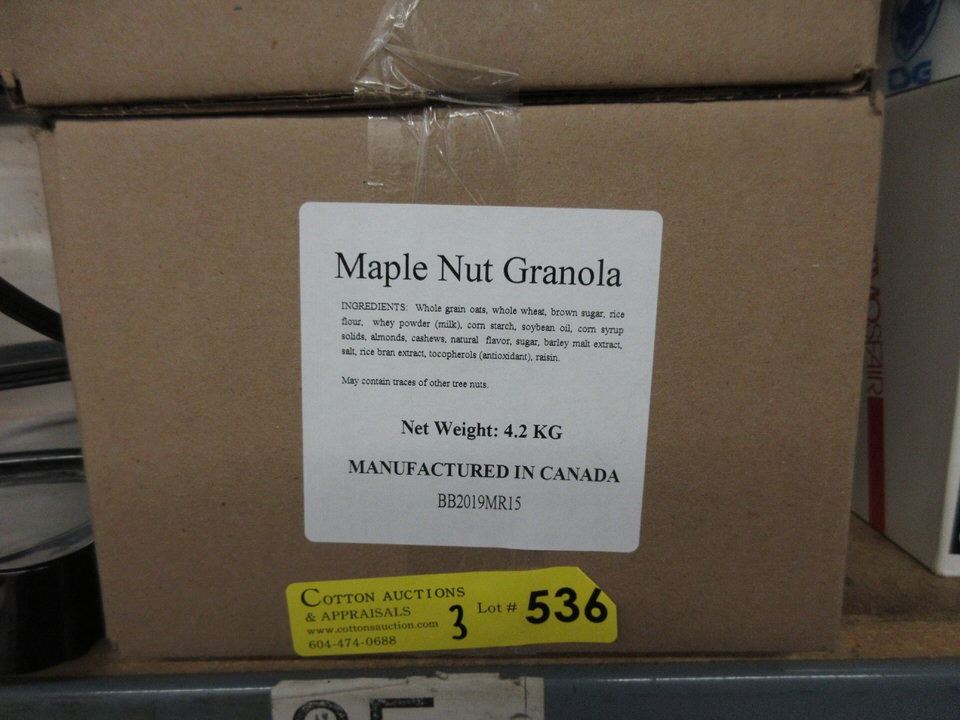 Maple Nut Granola
INGREDIENTS: Whole grain oats, whole wheat, brown sugar, rice
flour, whey powder (milk), corn starch, soybean oil, corn syrup
solids, almonds, cashews, natural flavor, sugar, barley malt extract,
salt, rice bran extract, tocopherols (antioxidant), raisin.
May contain traces of other tree nuts.
Net Weight: 4.2 KG
MANUFACTURED IN CANADA
BB2019MR15
COTTON AUCTIONS
& APPRAISALS
www.cottonsauction.com
604-474-0688
3
Lot # 536